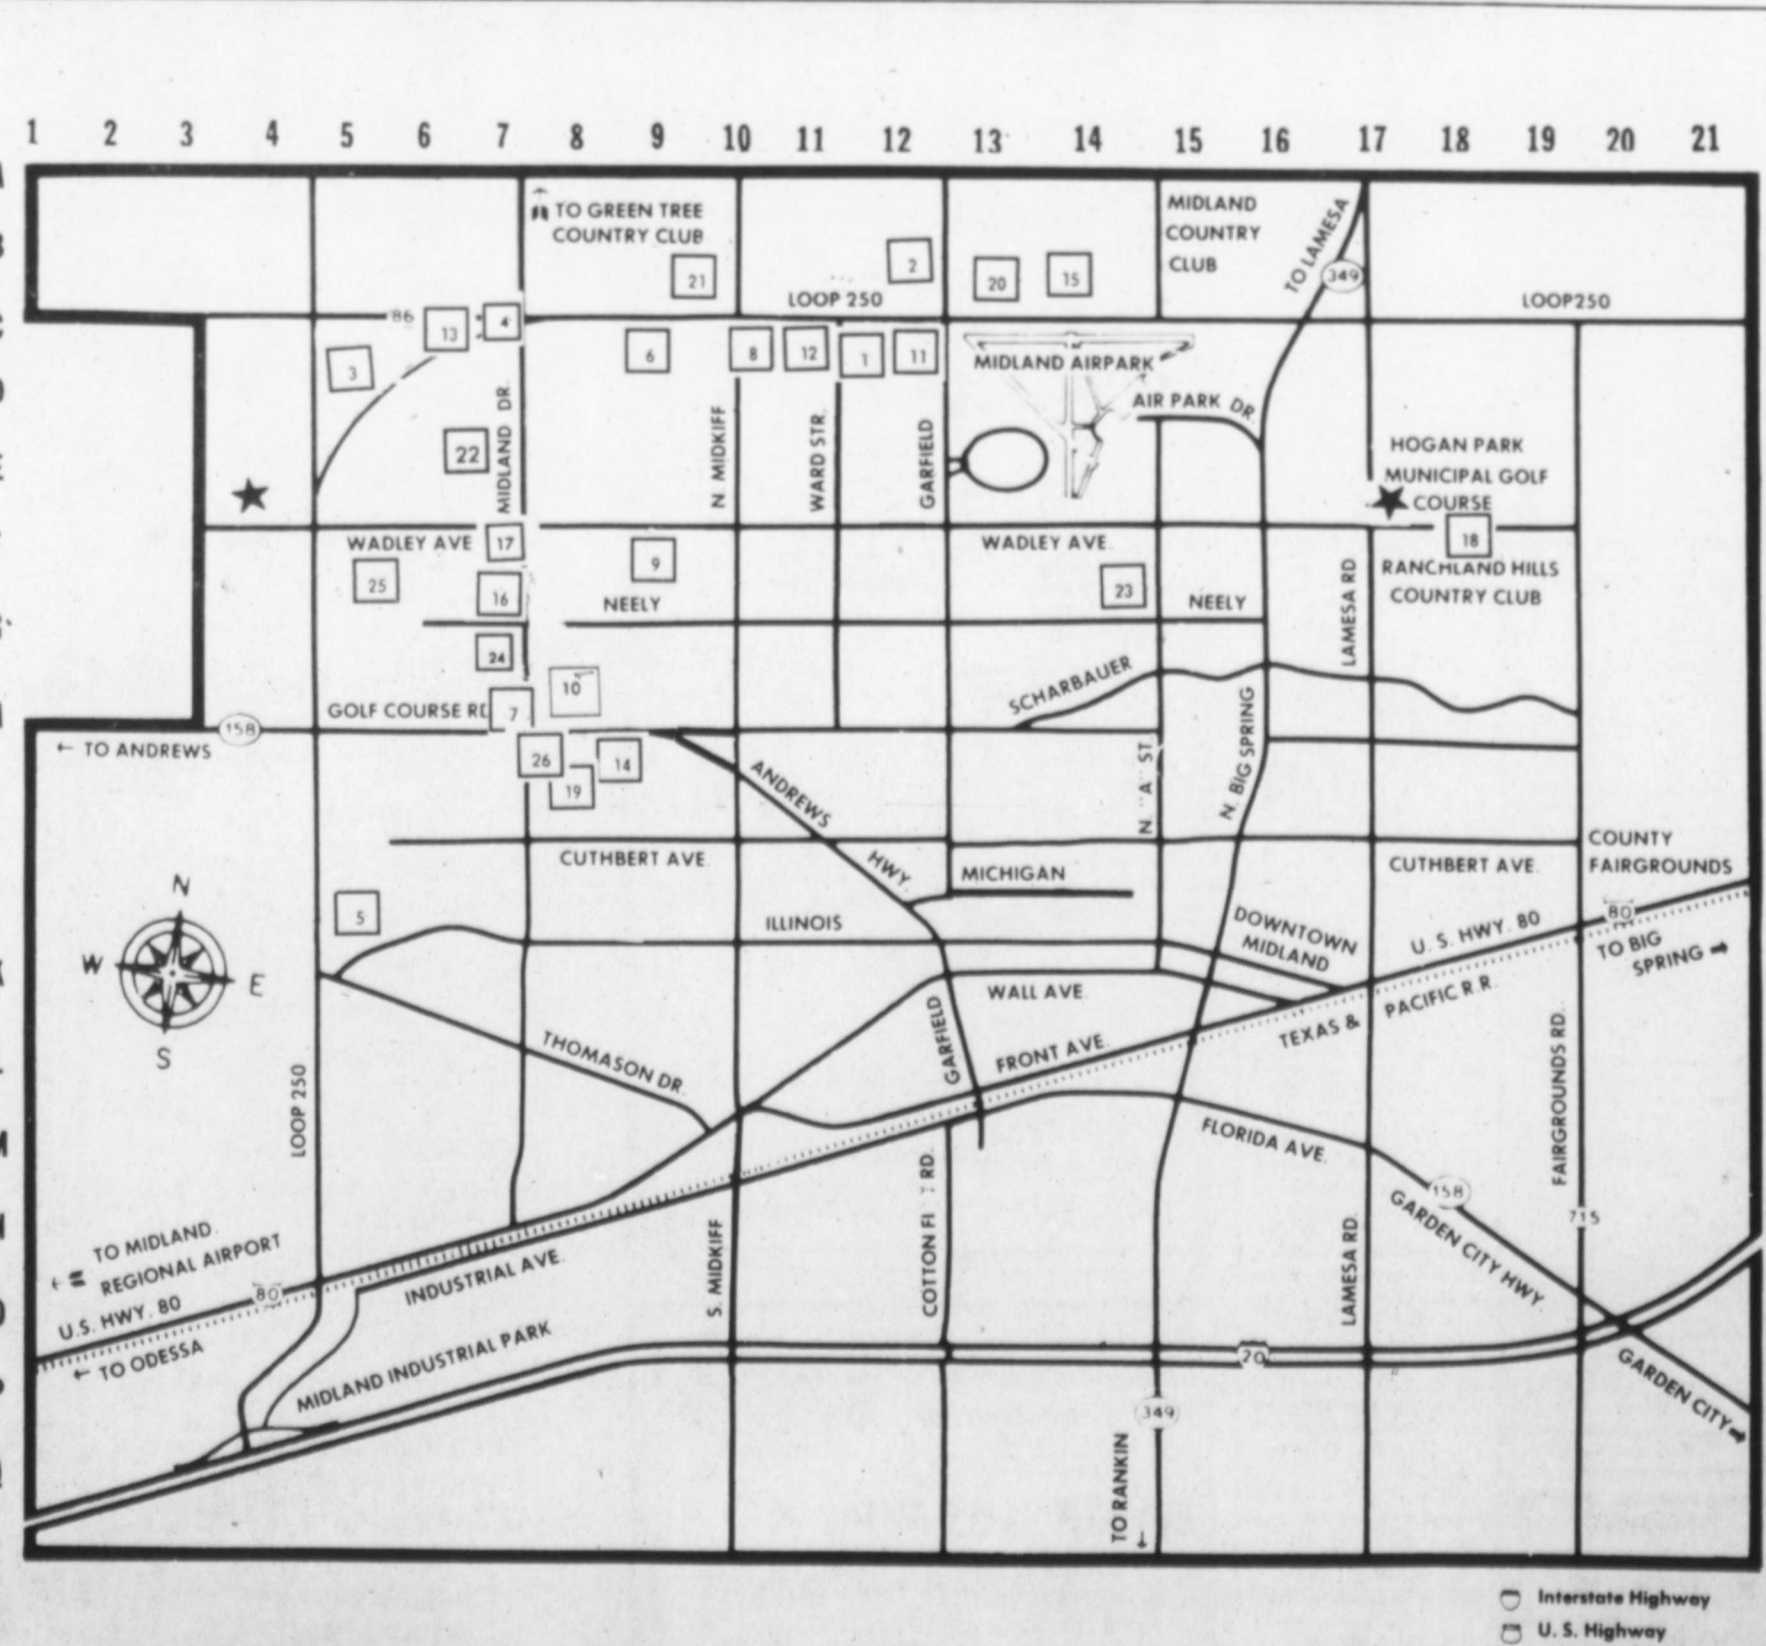 1 2 3 4 5 6 7 8 9 10 11 12 13 14 15 16 17 18 19 20 21
TO GREEN TREE
COUNTRY CLUB
MIDLAND
COUNTRY
CLUB
TO LAMESA
349
21
2
20
15
LOOP 250
LOOP250
86
13
4
3
6
8
12
1
11
MIDLAND AIRPARK
AIR PARK DR.
MIDLAND DR.
N. MIDKIFF
WARD STR.
GARFIELD
22
HOGAN PARK
MUNICIPAL GOLF
COURSE
WADLEY AVE
17
WADLEY AVE.
18
9
25
16
23
NEELY
NEELY
LAMESA RD
RANCHLAND HILLS
COUNTRY CLUB
24
10
SCHARBAUER
GOLF COURSE RD
7
158
← TO ANDREWS
26
14
19
ANDREWS
HWY.
N. "A" ST.
N. BIG SPRING
CUTHBERT AVE.
CUTHBERT AVE.
COUNTY
FAIRGROUNDS
MICHIGAN
N
W
E
S
5
ILLINOIS
DOWNTOWN
MIDLAND
U. S. HWY. 80
80
TO BIG
SPRING →
WALL AVE.
TEXAS &
PACIFIC R.R.
THOMASON DR.
GARFIELD
FRONT AVE.
LOOP 250
FLORIDA AVE.
FAIRGROUNDS RD.
158
GARDEN CITY HWY.
715
TO MIDLAND
REGIONAL AIRPORT
U.S. HWY. 80
80
← TO ODESSA
INDUSTRIAL AVE.
MIDLAND INDUSTRIAL PARK
S. MIDKIFF
COTTON FL RD.
LAMESA RD.
20
349
TO RANKIN
←
GARDEN CITY →
Interstate Highway
U. S. Highway